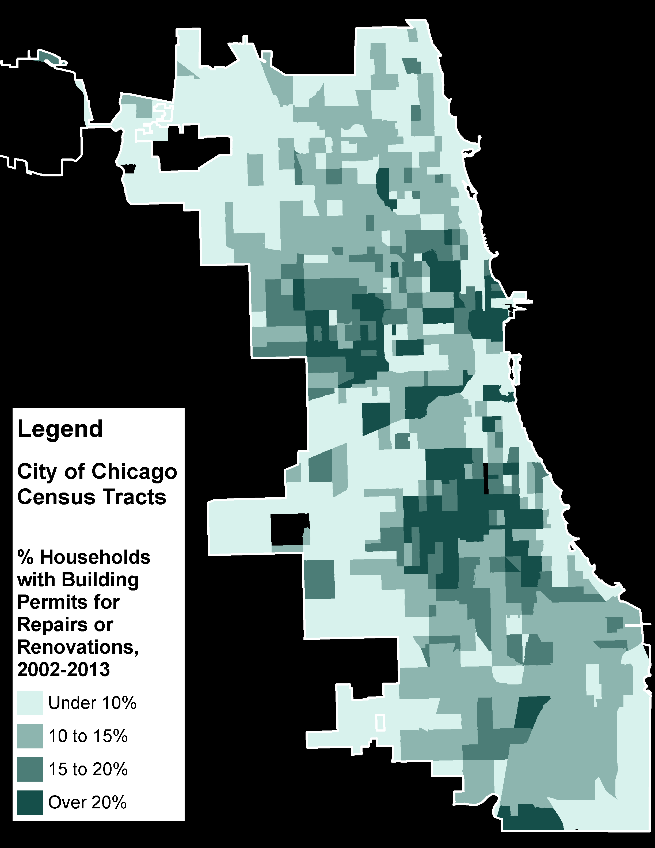 Legend
City of Chicago
Census Tracts
% Households
with Building
Permits for
Repairs or
Renovations,
2002-2013
Under 10%
10 to 15%
15 to 20%
Over 20%